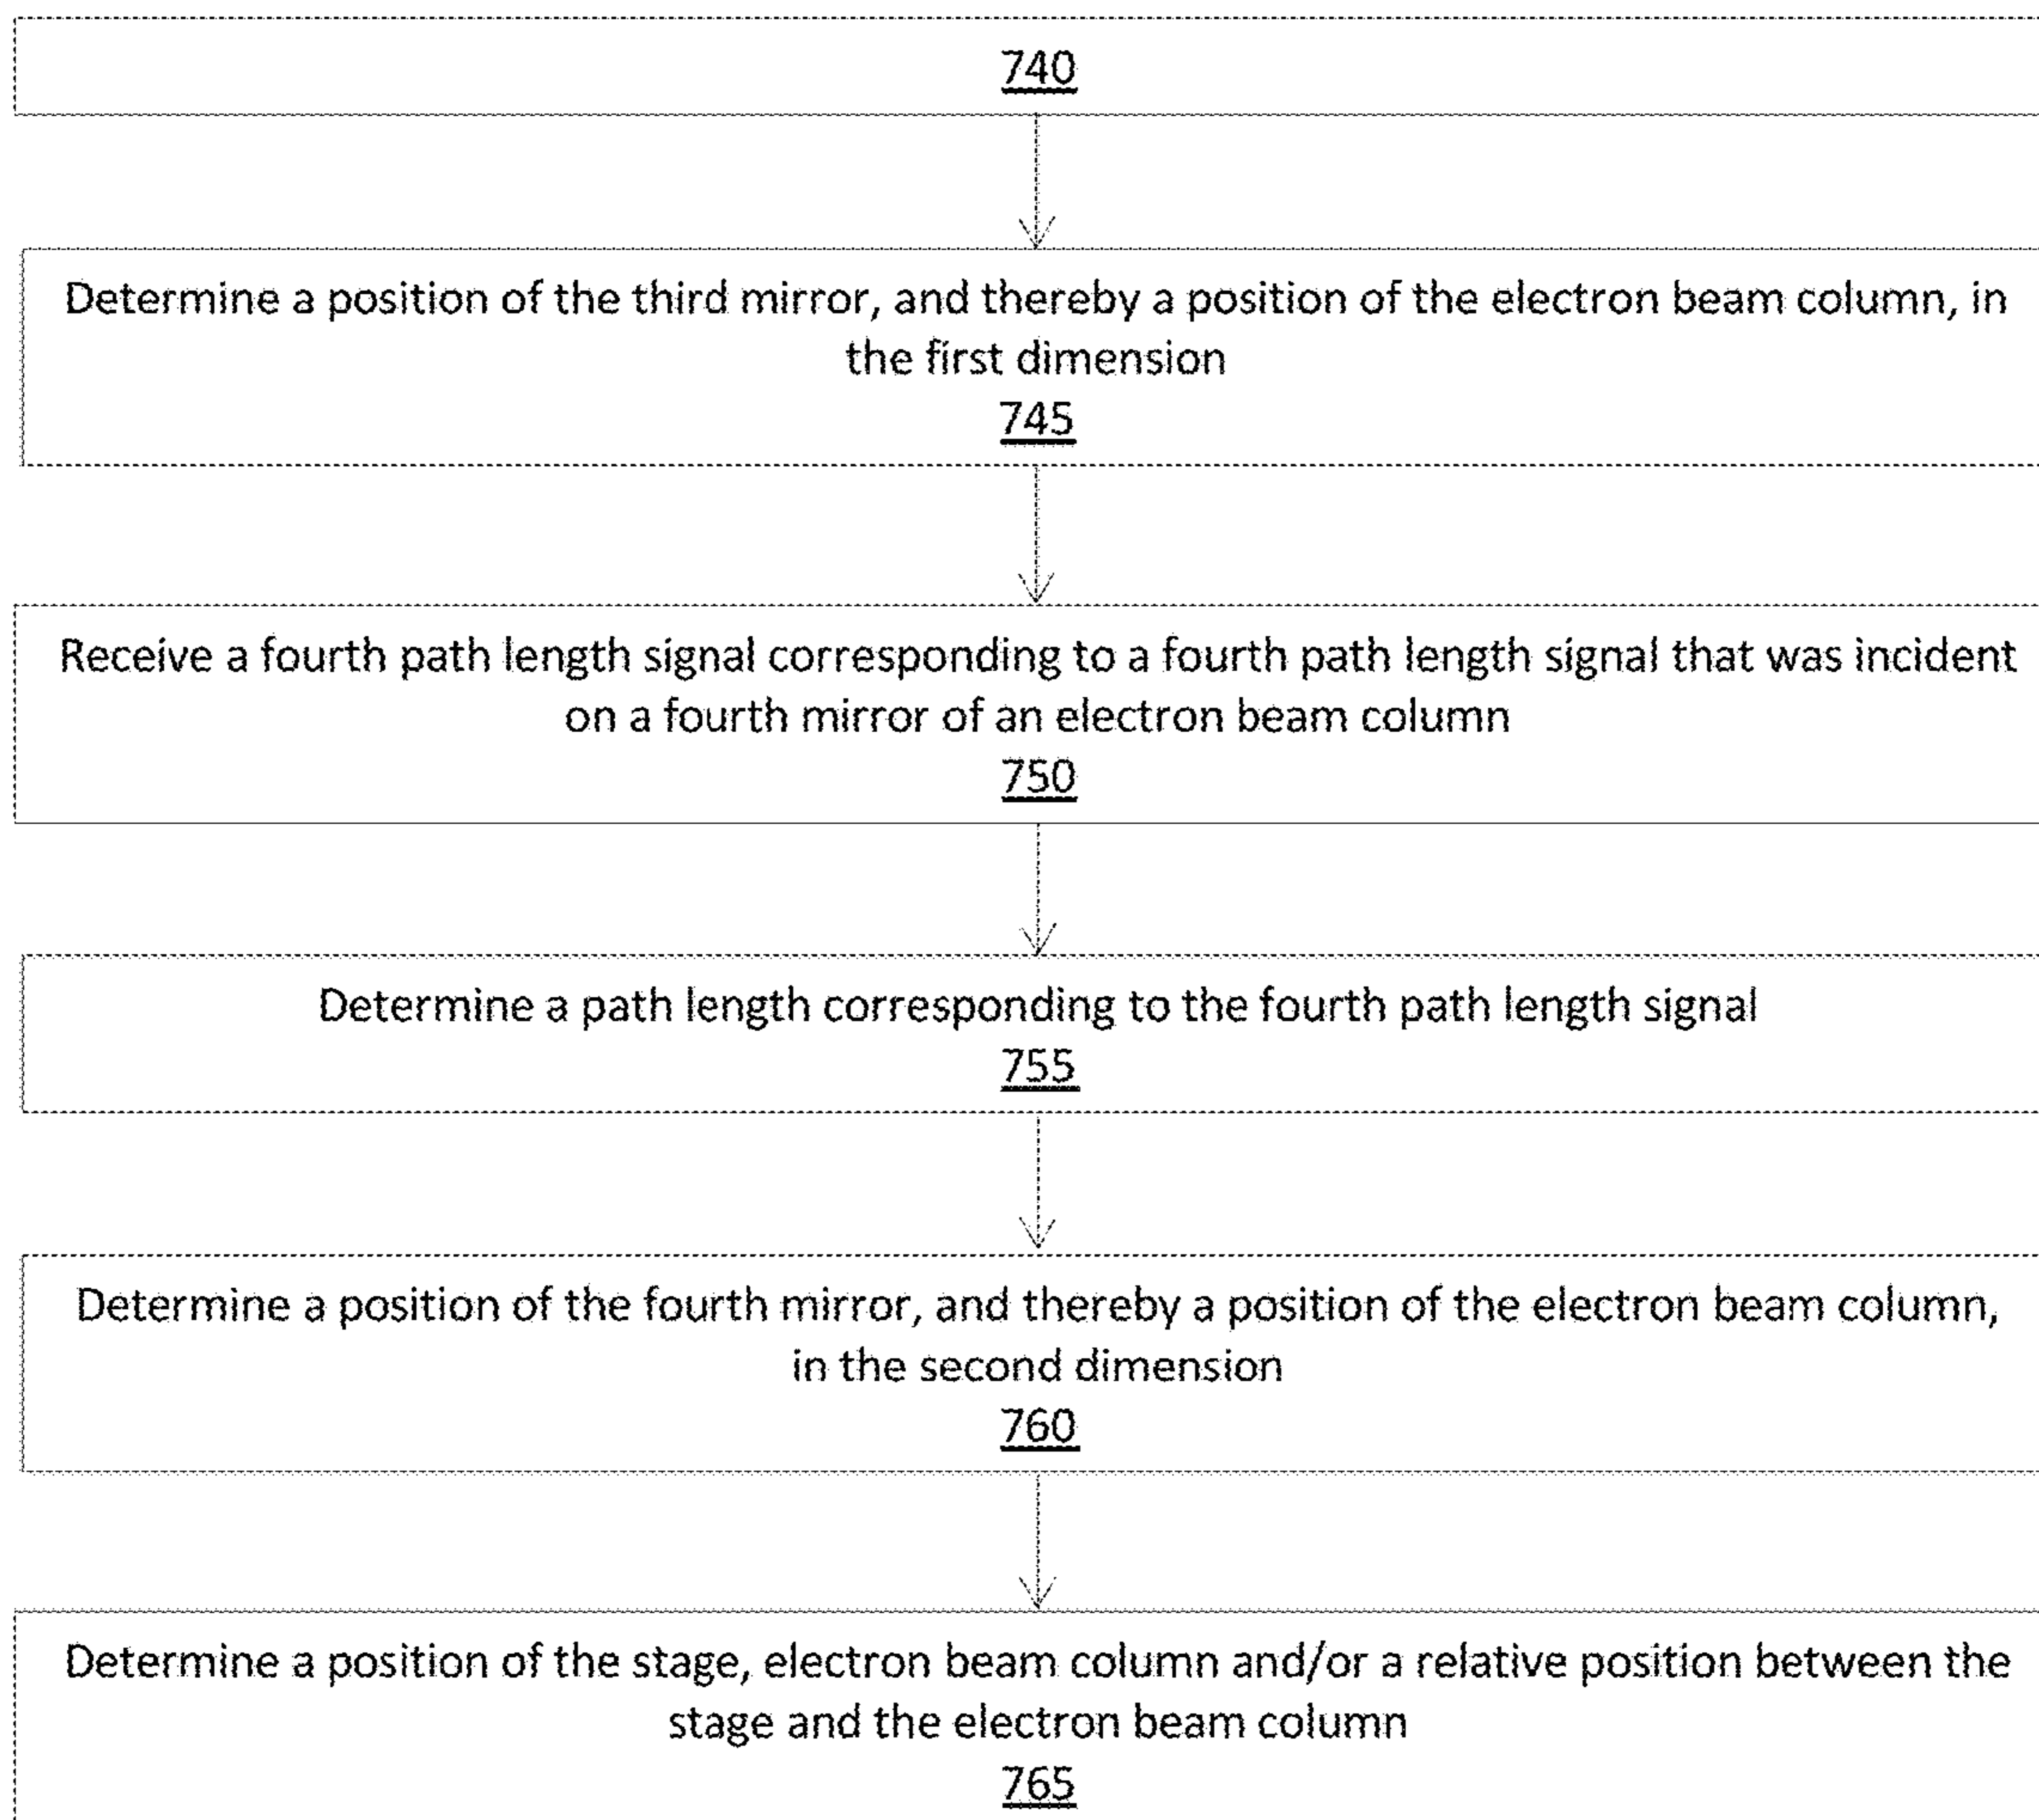 740
Determine a position of the third mirror, and thereby a position of the electron beam column, in
the first dimension
745
Receive a fourth path length signal corresponding to a fourth path length signal that was incident
on a fourth mirror of an electron beam column
750
Determine a path length corresponding to the fourth path length signal
755
Determine a position of the fourth mirror, and thereby a position of the electron beam column,
in the second dimension
760
Determine a position of the stage, electron beam column and/or a relative position between the
stage and the electron beam column
765